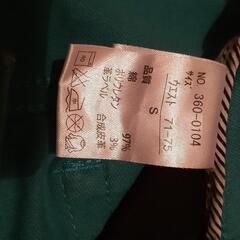 NO. 360-0104
サイズ S
ウエスト 71-75
品質
綿 97%
ポリウレタン 3%
革ラベル 合成皮革